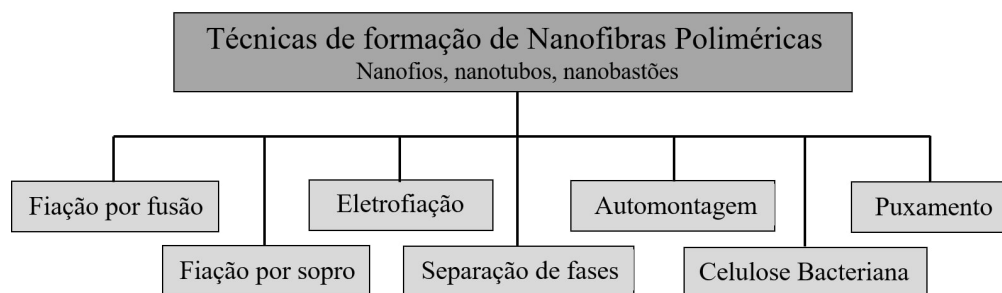 Técnicas de formação de Nanofibras Poliméricas
Nanofios, nanotubos, nanobastões
Fiação por fusão
Eletrofiação
Automontagem
Puxamento
Fiação por sopro
Separação de fases
Celulose Bacteriana